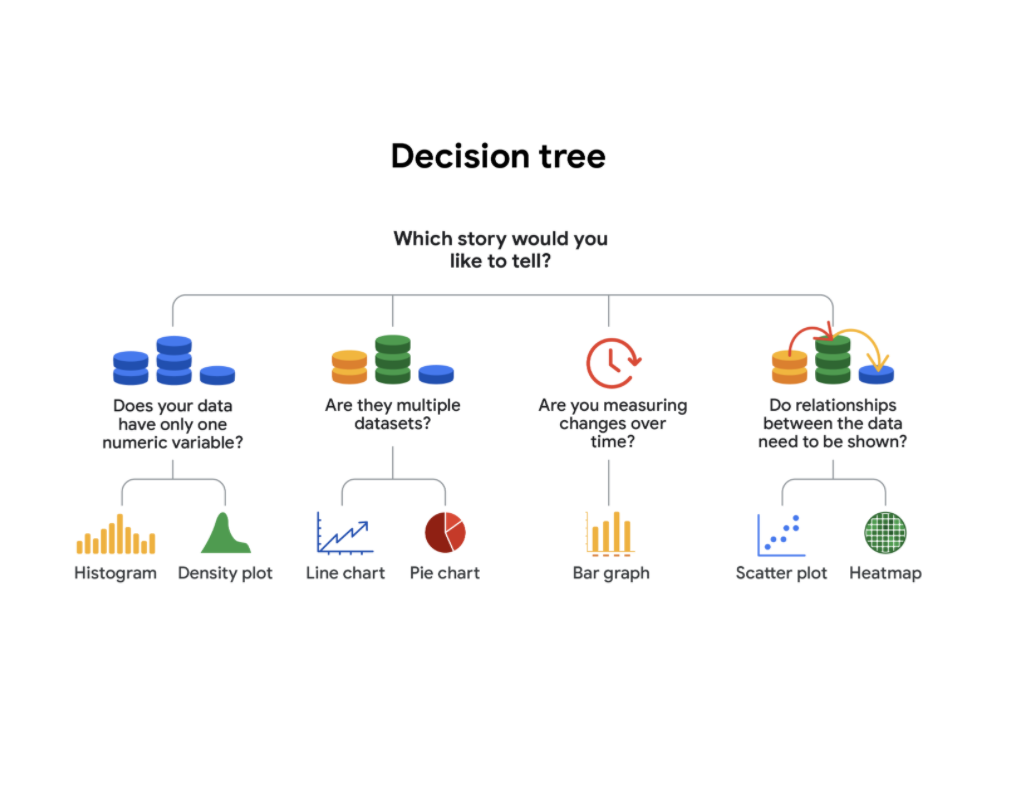 Decision tree
Which story would you
like to tell?
Does your data
have only one
numeric variable?
Are they multiple
datasets?
Are you measuring
changes over
time?
Do relationships
between the data
need to be shown?
Histogram
Density plot
Line chart
Pie chart
Bar graph
Scatter plot
Heatmap